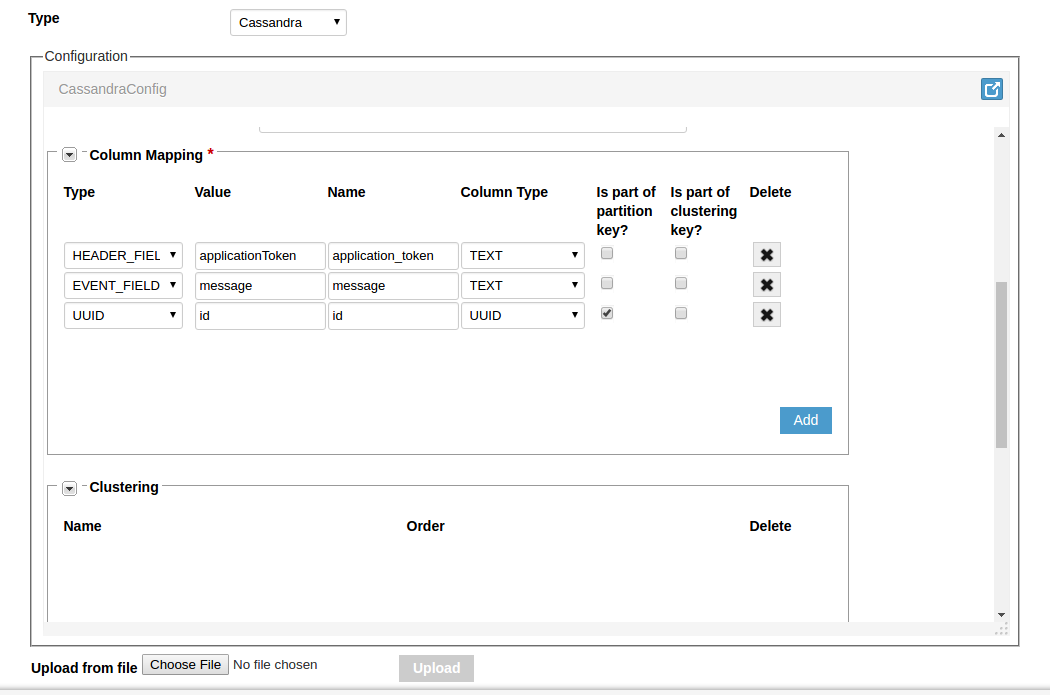 Type Cassandra
Configuration
CassandraConfig
Column Mapping *
Type Value Name Column Type Is part of partition key? Is part of clustering key? Delete
HEADER_FIEL applicationToken application_token TEXT
EVENT_FIELD message message TEXT
UUID id id UUID
Add
Clustering
Name Order Delete
Upload from file Choose File No file chosen Upload